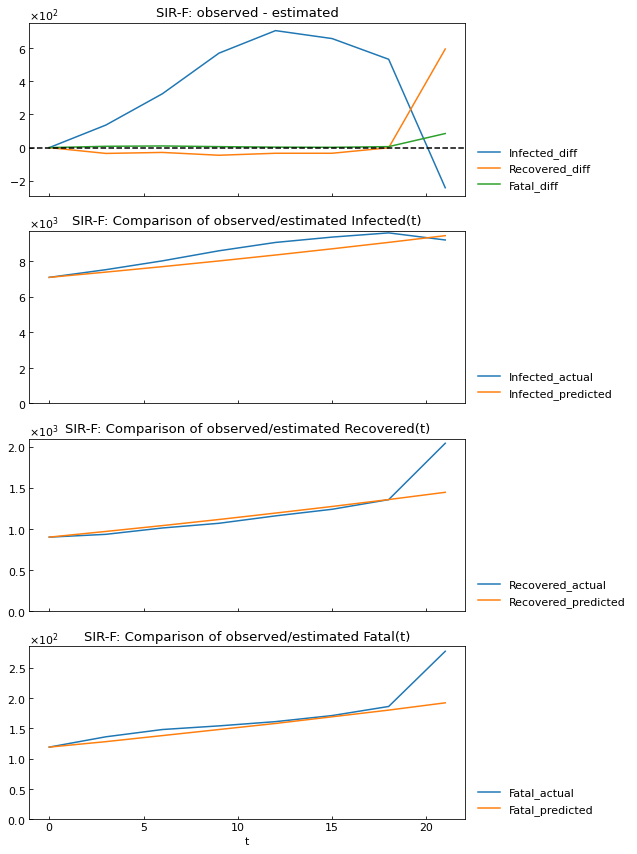 ×10²
SIR-F: observed - estimated
6
4
2
0
−2
Infected_diff
Recovered_diff
Fatal_diff
×10³
SIR-F: Comparison of observed/estimated Infected(t)
8
6
4
2
0
Infected_actual
Infected_predicted
×10³
SIR-F: Comparison of observed/estimated Recovered(t)
2.0
1.5
1.0
0.5
0.0
Recovered_actual
Recovered_predicted
×10²
SIR-F: Comparison of observed/estimated Fatal(t)
2.5
2.0
1.5
1.0
0.5
0.0
Fatal_actual
Fatal_predicted
0 5 10 15 20
t